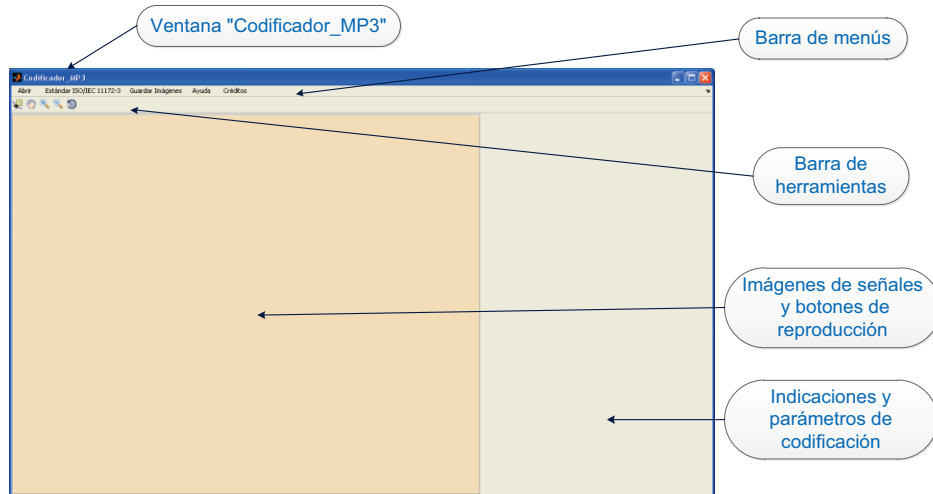 Ventana "Codificador_MP3"
Barra de menús
Codificador_MP3
Abrir Estándar ISO/IEC 11172-3 Guardar Imágenes Ayuda Créditos
Barra de
herramientas
Imágenes de señales
y botones de
reproducción
Indicaciones y
parámetros de
codificación